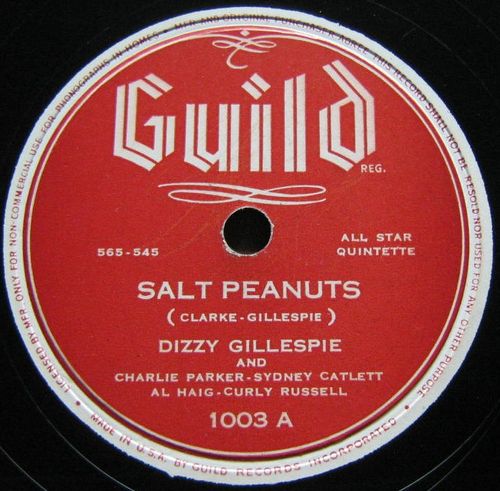 Guild
REG.
565-545
ALL STAR
QUINTETTE
SALT PEANUTS
( CLARKE-GILLESPIE )
DIZZY GILLESPIE
AND
CHARLIE PARKER-SYDNEY CATLETT
AL HAIG-CURLY RUSSELL
1003 A
LICENSED BY MFR. ONLY FOR NON-COMMERCIAL USE FOR PHONOGRAPHS IN HOMES • MFR. AND ORIGINAL PURCHASER AGREE THIS RECORD SHALL NOT BE RESOLD NOR USED FOR ANY OTHER PURPOSE
• MADE IN U.S.A. BY GUILD RECORDS INCORPORATED •